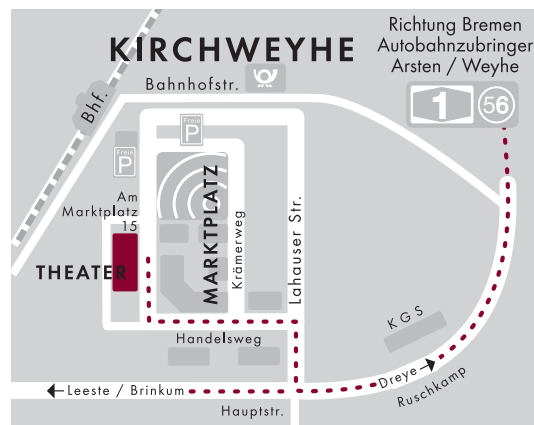 Richtung Bremen
Autobahnzubringer
Arsten / Weyhe
KIRCHWEYHE
Bahnhofstr.
1
56
Bhf.
Freie
P
Freie
P
Am
Marktplatz
15
MARKTPLATZ
Krämerweg
Lahauser Str.
THEATER
Handelsweg
KGS
Leeste / Brinkum
Dreye
Ruschkamp
Hauptstr.